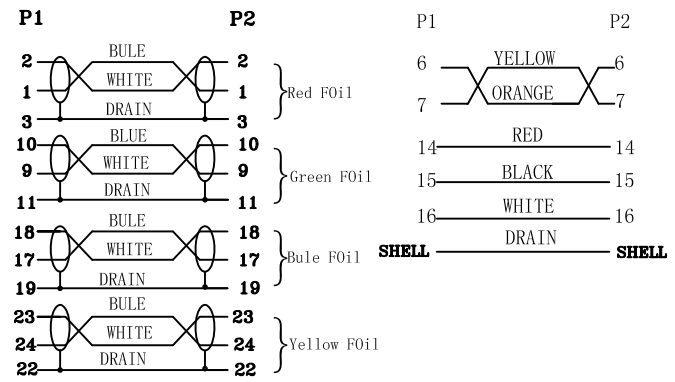 P1 P2
2 BULE 2
1 WHITE 1
3 DRAIN 3
Red FOil
10 BLUE 10
9 WHITE 9
11 DRAIN 11
Green FOil
18 BULE 18
17 WHITE 17
19 DRAIN 19
Bule FOil
23 BULE 23
24 WHITE 24
22 DRAIN 22
Yellow FOil
P1 P2
6 YELLOW 6
7 ORANGE 7
14 RED 14
15 BLACK 15
16 WHITE 16
SHELL DRAIN SHELL